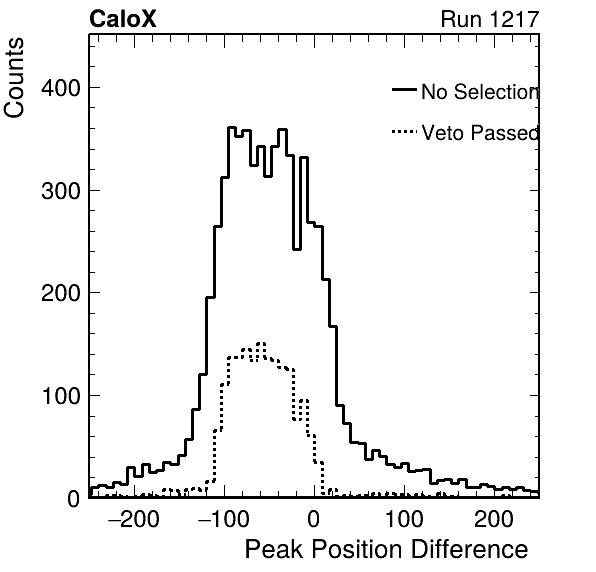 CaloX Run 1217
Counts
400
No Selection
Veto Passed
300
200
100
0
−200 −100 0 100 200
Peak Position Difference